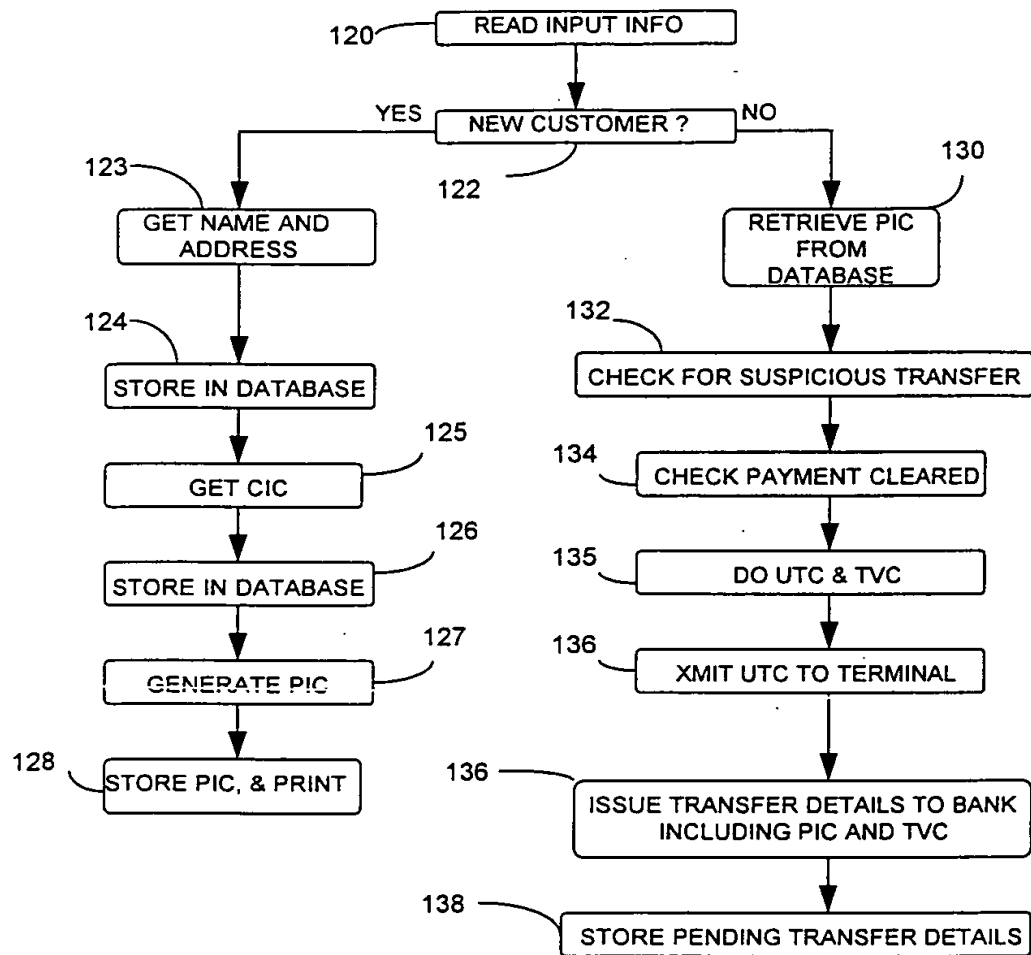 120
READ INPUT INFO
YES
NEW CUSTOMER ?
NO
122
123
GET NAME AND
ADDRESS
124
STORE IN DATABASE
125
GET CIC
126
STORE IN DATABASE
127
GENERATE PIC
128
STORE PIC, & PRINT
130
RETRIEVE PIC
FROM
DATABASE
132
CHECK FOR SUSPICIOUS TRANSFER
134
CHECK PAYMENT CLEARED
135
DO UTC & TVC
136
XMIT UTC TO TERMINAL
136
ISSUE TRANSFER DETAILS TO BANK
INCLUDING PIC AND TVC
138
STORE PENDING TRANSFER DETAILS